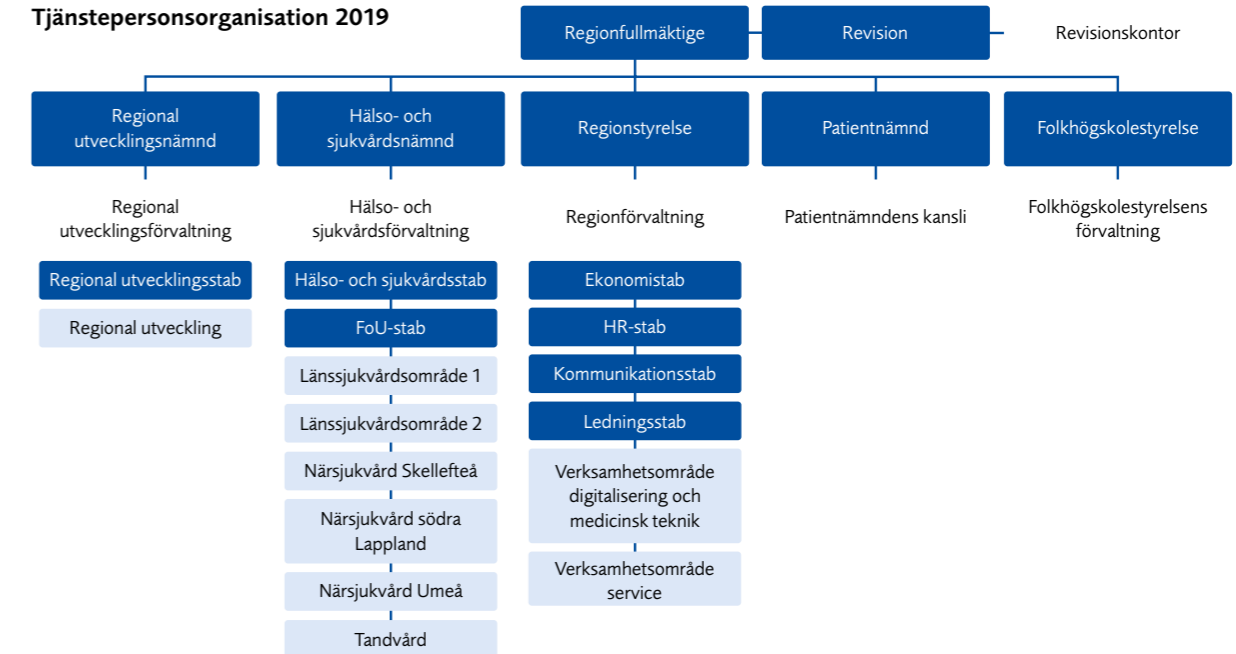 Tjänstepersonsorganisation 2019
Regionfullmäktige
Revision
Revisionskontor
Regional
utvecklingsnämnd
Hälso- och
sjukvårdsnämnd
Regionstyrelse
Patientnämnd
Folkhögskolestyrelse
Regional
utvecklingsförvaltning
Hälso- och
sjukvårdsförvaltning
Regionförvaltning
Patientnämndens kansli
Folkhögskolestyrelsens
förvaltning
Regional utvecklingsstab
Regional utveckling
Hälso- och sjukvårdsstab
FoU-stab
Länssjukvårdsområde 1
Länssjukvårdsområde 2
Närsjukvård Skellefteå
Närsjukvård södra
Lappland
Närsjukvård Umeå
Tandvård
Ekonomistab
HR-stab
Kommunikationsstab
Ledningsstab
Verksamhetsområde
digitalisering och
medicinsk teknik
Verksamhetsområde
service